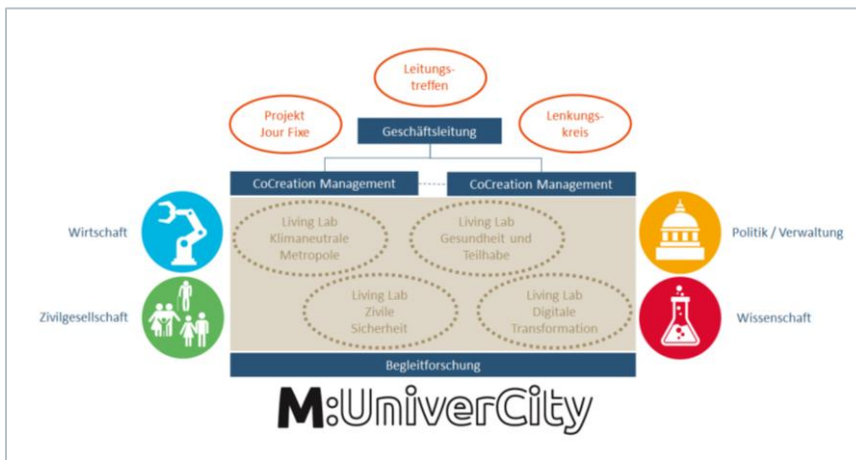 Leitungs-
treffen
Projekt
Jour Fixe
Lenkungs-
kreis
Geschäftsleitung
CoCreation Management
CoCreation Management
Wirtschaft
Living Lab
Klimaneutrale
Metropole
Living Lab
Gesundheit und
Teilhabe
Politik / Verwaltung
Zivilgesellschaft
Living Lab
Zivile
Sicherheit
Living Lab
Digitale
Transformation
Wissenschaft
Begleitforschung
M:UniverCity